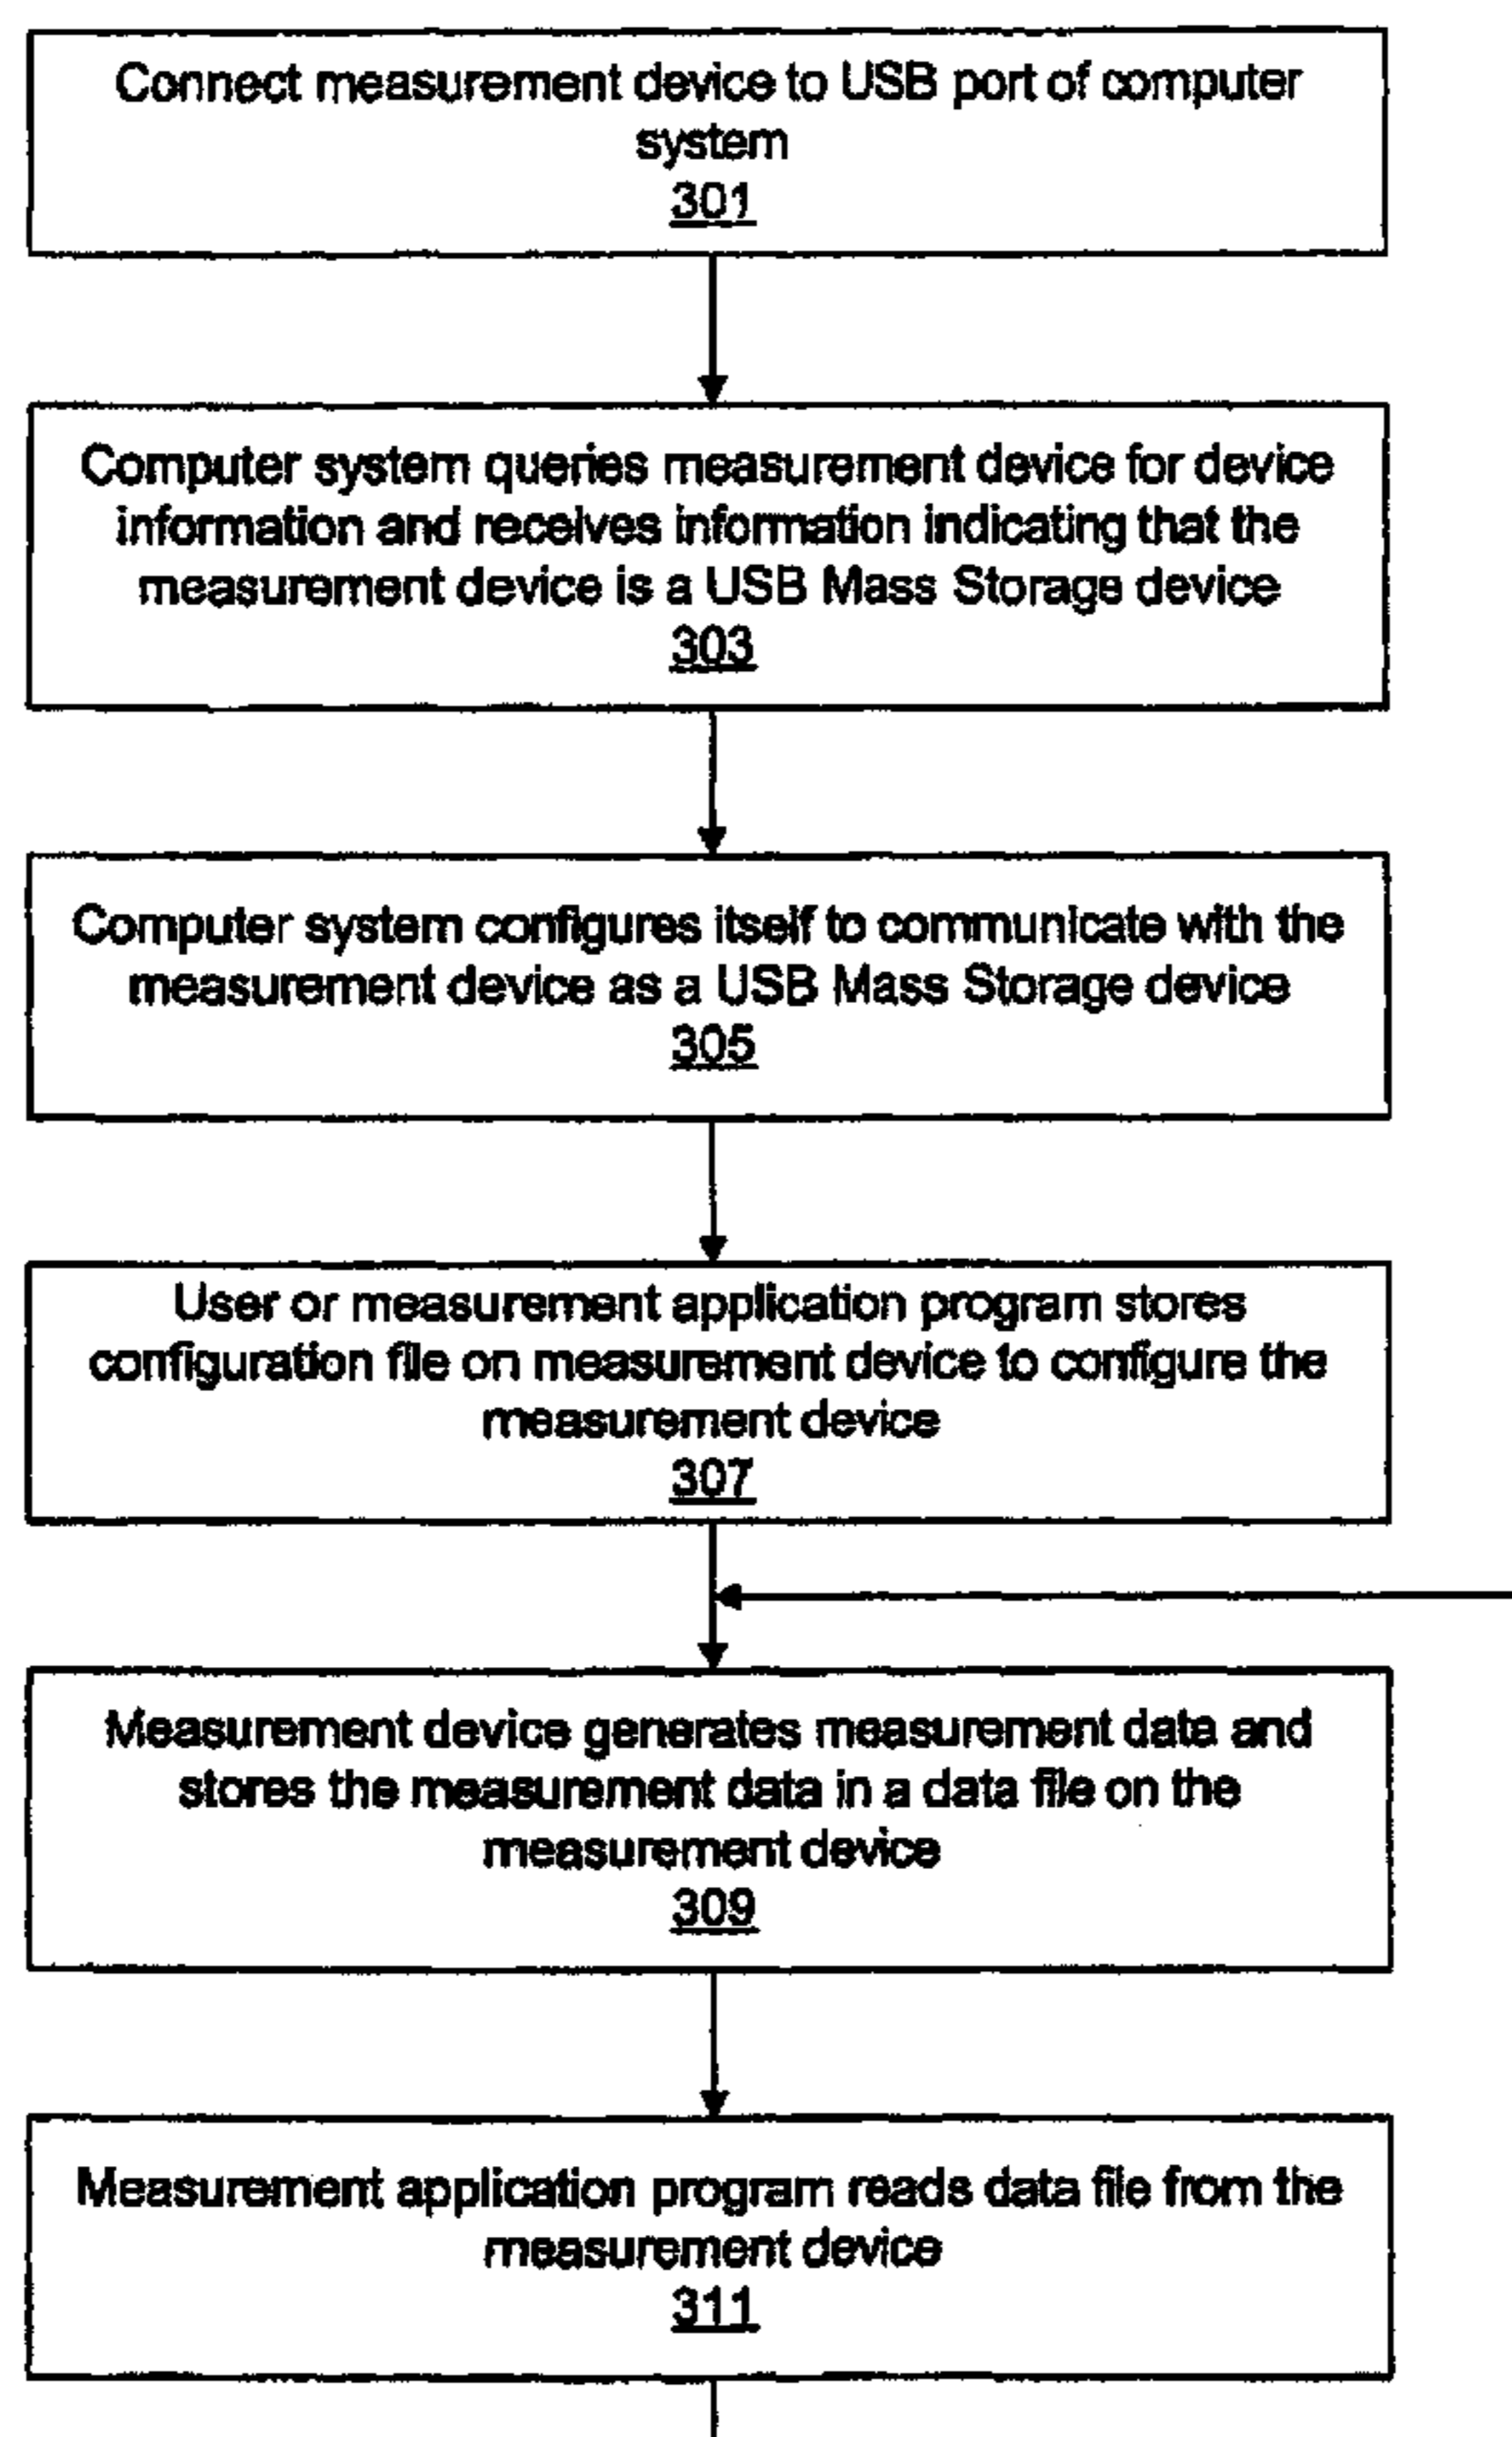 Connect measurement device to USB port of computer
system
301
Computer system queries measurement device for device
information and receives information indicating that the
measurement device is a USB Mass Storage device
303
Computer system configures itself to communicate with the
measurement device as a USB Mass Storage device
305
User or measurement application program stores
configuration file on measurement device to configure the
measurement device
307
Measurement device generates measurement data and
stores the measurement data in a data file on the
measurement device
309
Measurement application program reads data file from the
measurement device
311